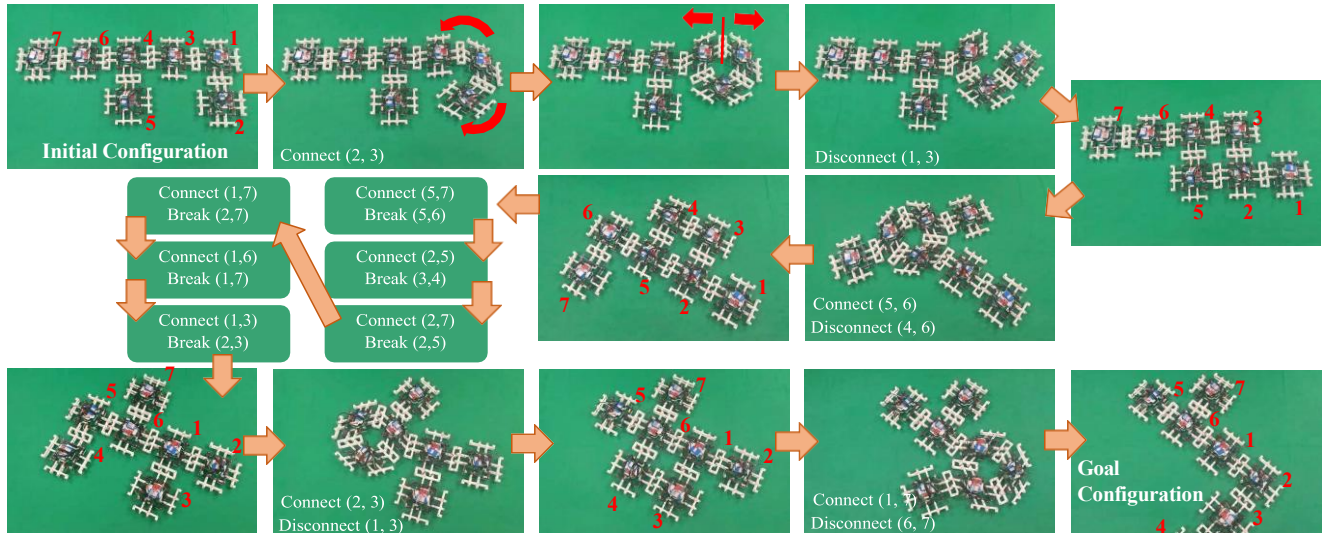 7 6 4 3 1
5 2
Initial Configuration
Connect (2, 3)
Disconnect (1, 3)
7 6 4 3
5 2 1
Connect (5, 6)
Disconnect (4, 6)
6 4 3
5 2 1
7
Connect (5,7)
Break (5,6)
Connect (2,5)
Break (3,4)
Connect (2,7)
Break (2,5)
Connect (1,7)
Break (2,7)
Connect (1,6)
Break (1,7)
Connect (1,3)
Break (2,3)
5 7
6 1 2
4 3
Connect (2, 3)
Disconnect (1, 3)
5 7
6 1 2
4 3
Connect (1,
Disconnect (6, 7)
5 7
6 1
2
4 3
Goal
Configuration